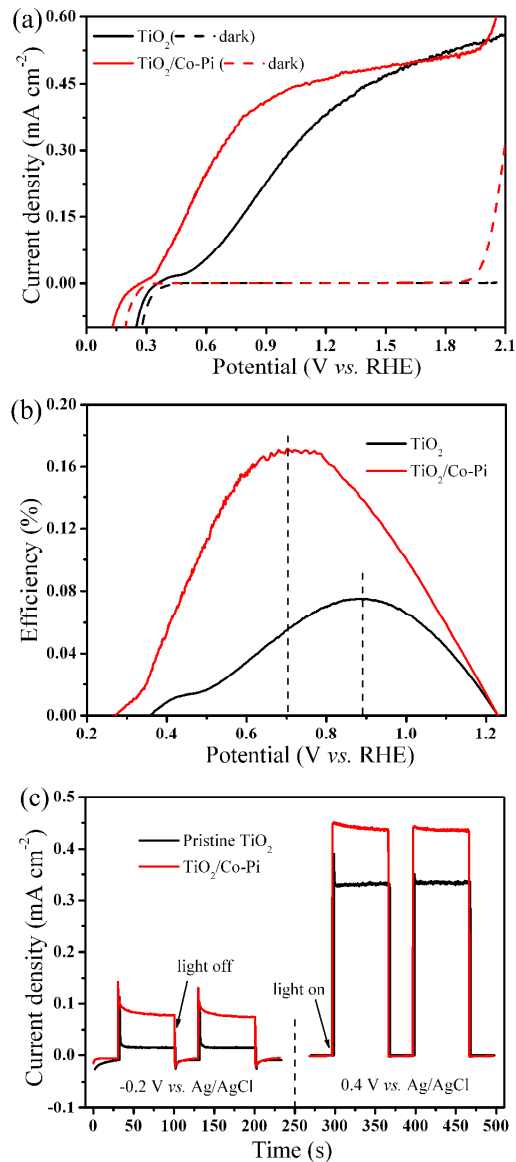 (a)
0.60
0.45
0.30
0.15
0.00
Current density (mA cm-2)
TiO2( dark)
TiO2/Co-Pi ( dark)
0.0 0.3 0.6 0.9 1.2 1.5 1.8 2.1
Potential (V vs. RHE)
(b)
0.20
0.16
0.12
0.08
0.04
0.00
Efficiency (%)
TiO2
TiO2/Co-Pi
0.2 0.4 0.6 0.8 1.0 1.2
Potential (V vs. RHE)
(c)
0.5
0.4
0.3
0.2
0.1
0.0
-0.1
Current density (mA cm-2)
Pristine TiO2
TiO2/Co-Pi
light off
light on
-0.2 V vs. Ag/AgCl
0.4 V vs. Ag/AgCl
0 50 100 150 200 250 300 350 400 450 500
Time (s)